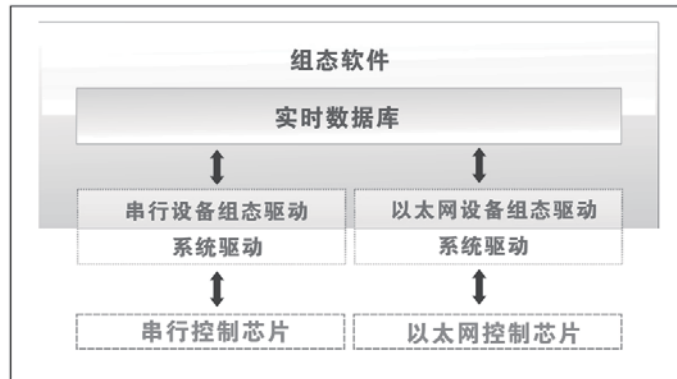 组态软件
实时数据库
串行设备组态驱动
以太网设备组态驱动
系统驱动
系统驱动
串行控制芯片
以太网控制芯片